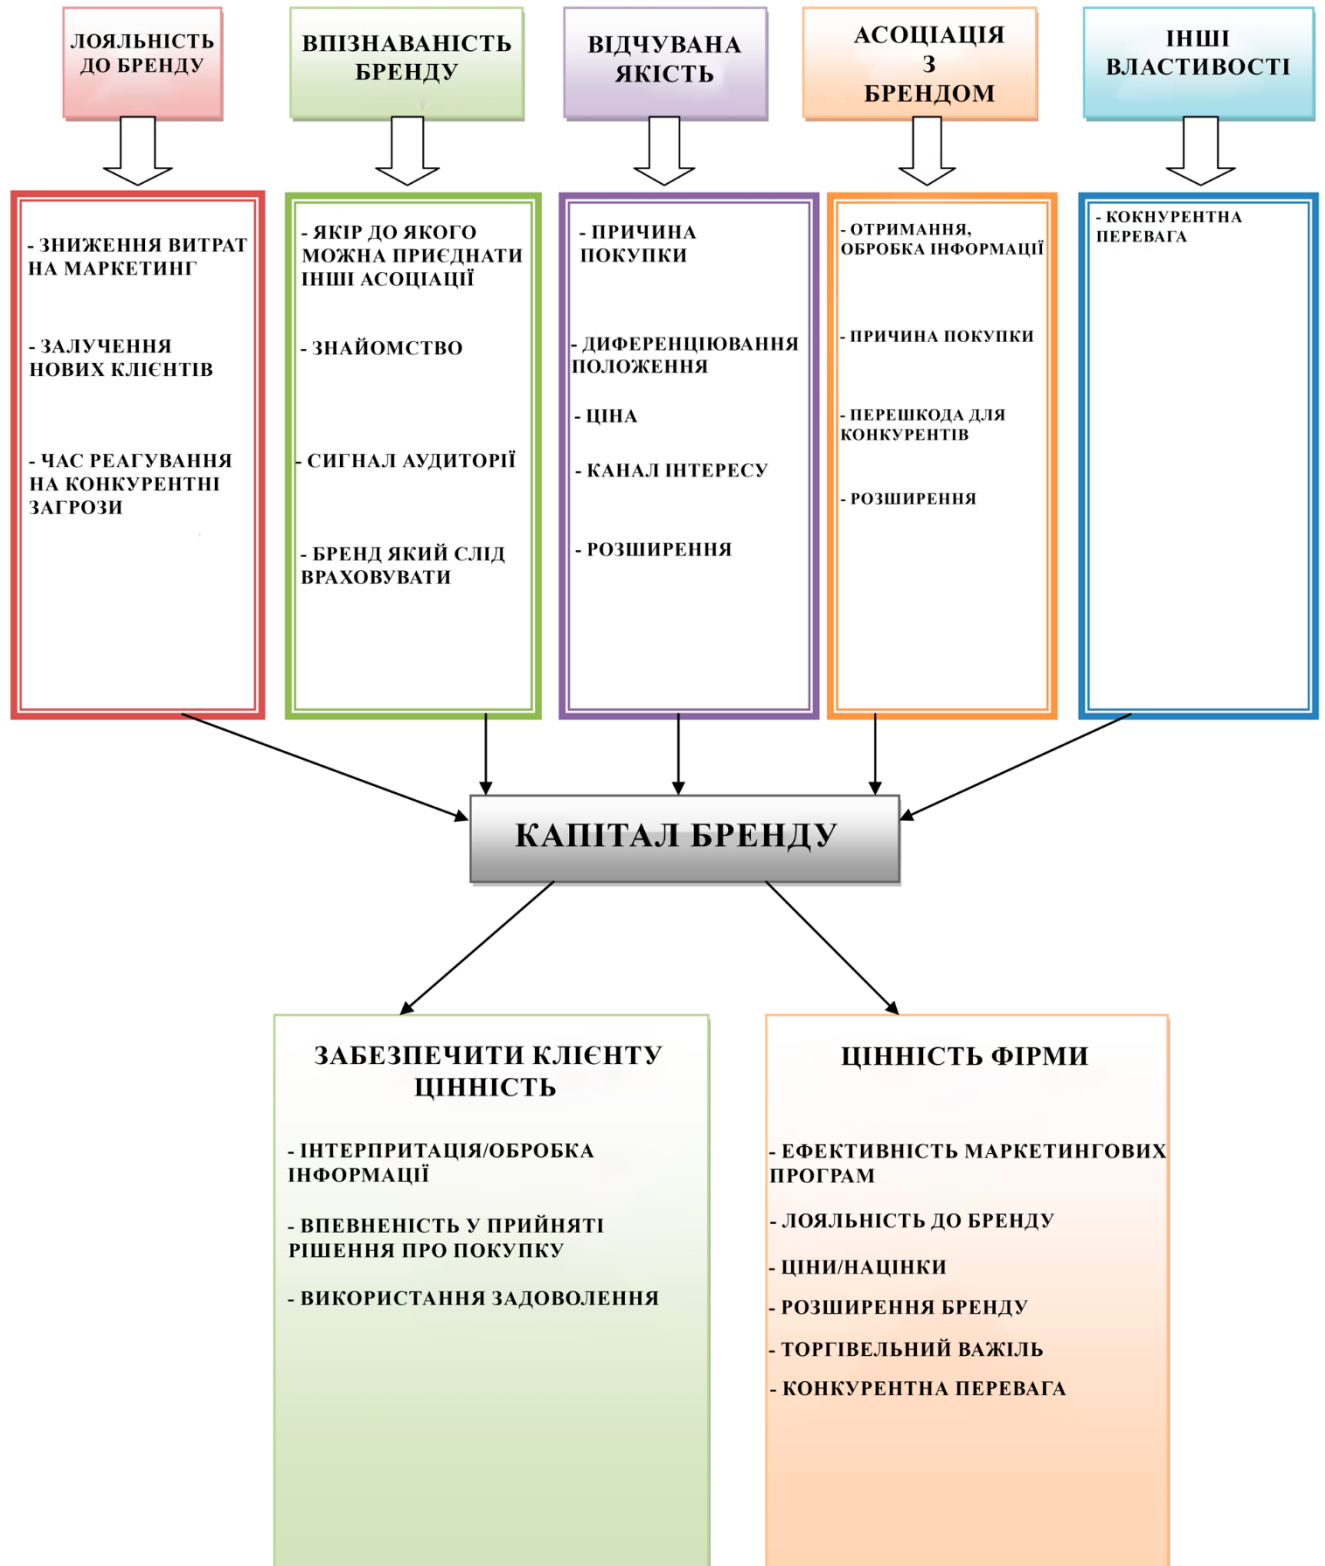 ЛОЯЛЬНІСТЬ
ДО БРЕНДУ
ВПІЗНАВАНІСТЬ
БРЕНДУ
ВІДЧУВАНА
ЯКІСТЬ
АСОЦІАЦІЯ
З
БРЕНДОМ
ІНШІ
ВЛАСТИВОСТІ
- ЗНИЖЕННЯ ВИТРАТ
НА МАРКЕТИНГ
- ЗАЛУЧЕННЯ
НОВИХ КЛІЄНТІВ
- ЧАС РЕАГУВАННЯ
НА КОНКУРЕНТНІ
ЗАГРОЗИ
- ЯКІР ДО ЯКОГО
МОЖНА ПРИЄДНАТИ
ІНШІ АСОЦІАЦІЇ
- ЗНАЙОМСТВО
- СИГНАЛ АУДИТОРІЇ
- БРЕНД ЯКИЙ СЛІД
ВРАХОВУВАТИ
- ПРИЧИНА
ПОКУПКИ
- ДИФЕРЕНЦІЮВАННЯ
ПОЛОЖЕННЯ
- ЦІНА
- КАНАЛ ІНТЕРЕСУ
- РОЗШИРЕННЯ
- ОТРИМАННЯ,
ОБРОБКА ІНФОРМАЦІЇ
- ПРИЧИНА ПОКУПКИ
- ПЕРЕШКОДА ДЛЯ
КОНКУРЕНТІВ
- РОЗШИРЕННЯ
- КОКНУРЕНТНА
ПЕРЕВАГА
КАПІТАЛ БРЕНДУ
ЗАБЕЗПЕЧИТИ КЛІЄНТУ
ЦІННІСТЬ
- ІНТЕРПРИТАЦІЯ/ОБРОБКА
ІНФОРМАЦІЇ
- ВПЕВНЕНІСТЬ У ПРИЙНЯТІ
РІШЕННЯ ПРО ПОКУПКУ
- ВИКОРИСТАННЯ ЗАДОВОЛЕННЯ
ЦІННІСТЬ ФІРМИ
- ЕФЕКТИВНІСТЬ МАРКЕТИНГОВИХ
ПРОГРАМ
- ЛОЯЛЬНІСТЬ ДО БРЕНДУ
- ЦІНИ/НАЦІНКИ
- РОЗШИРЕННЯ БРЕНДУ
- ТОРГІВЕЛЬНИЙ ВАЖІЛЬ
- КОНКУРЕНТНА ПЕРЕВАГА